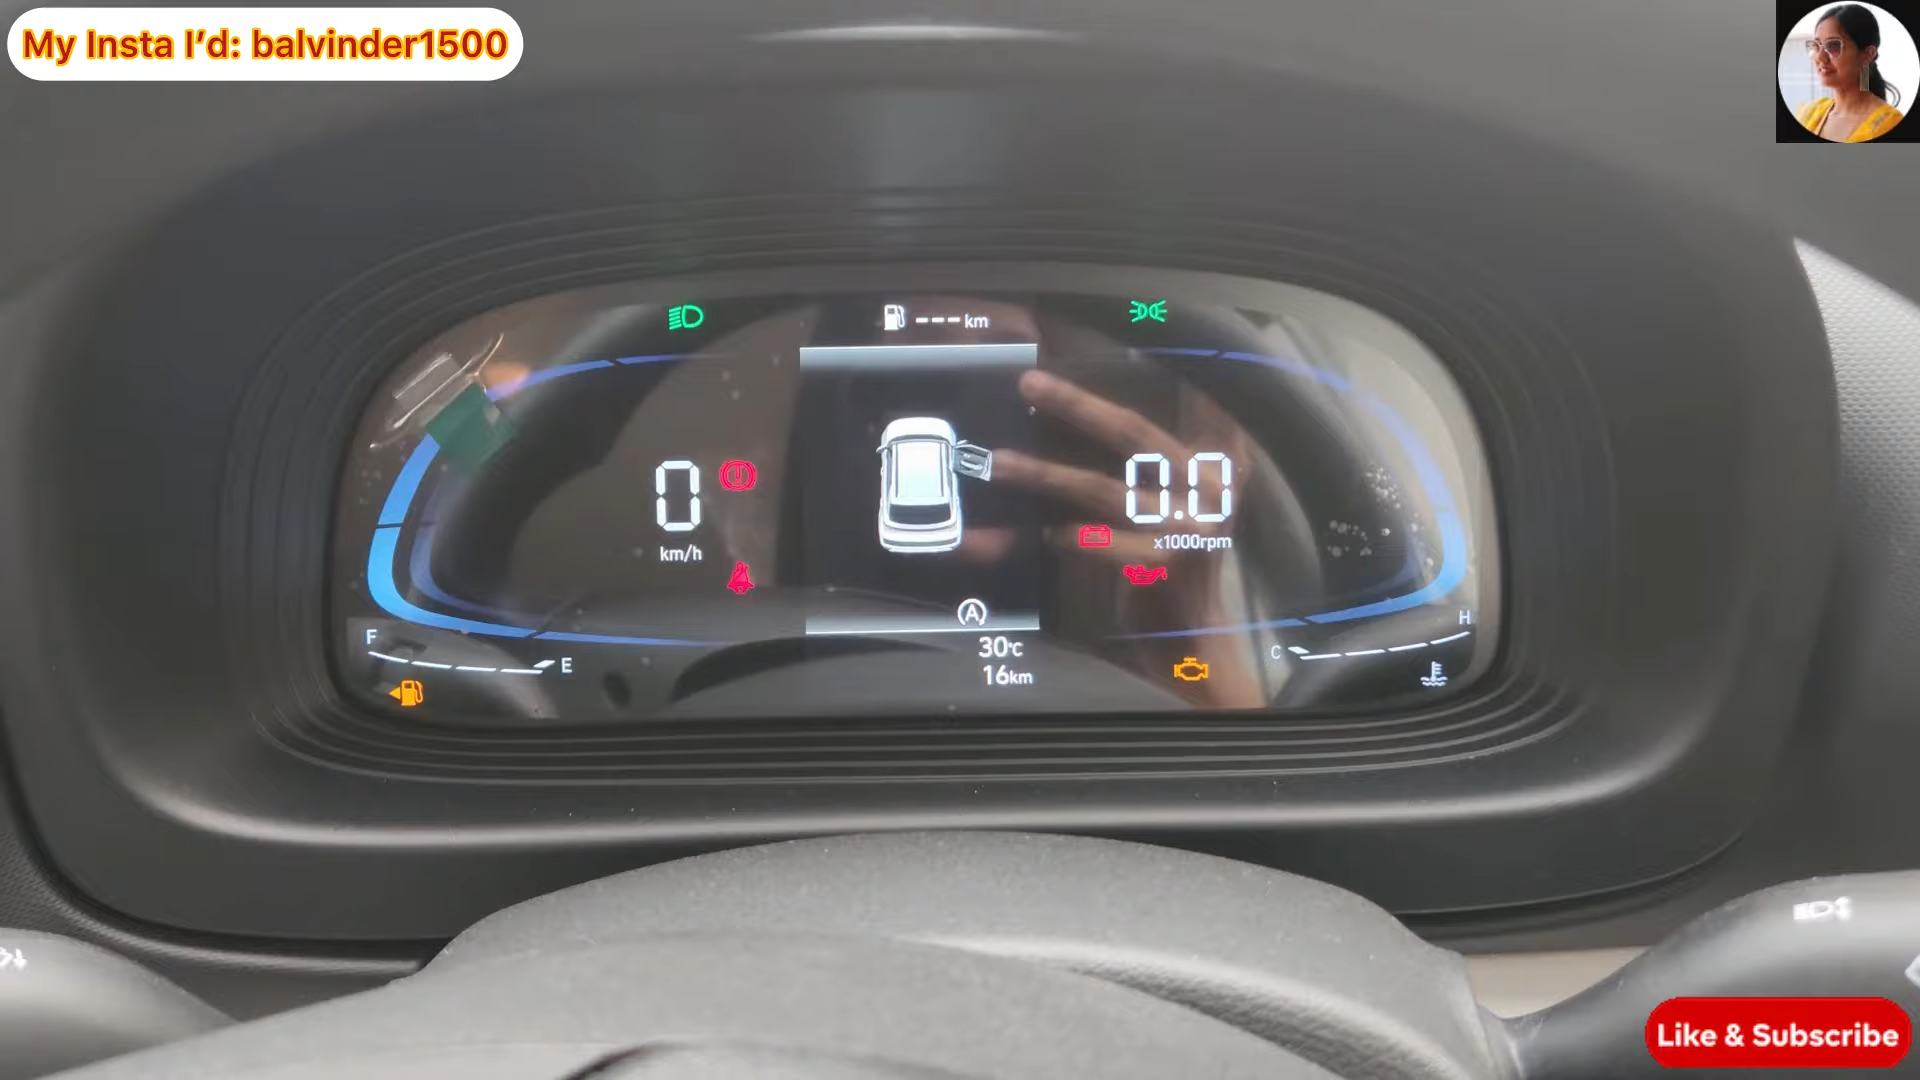 My Insta I’d: balvinder1500
--- km
0
km/h
0.0
x1000rpm
A
30°C
16km
F
E
C
H
Like & Subscribe